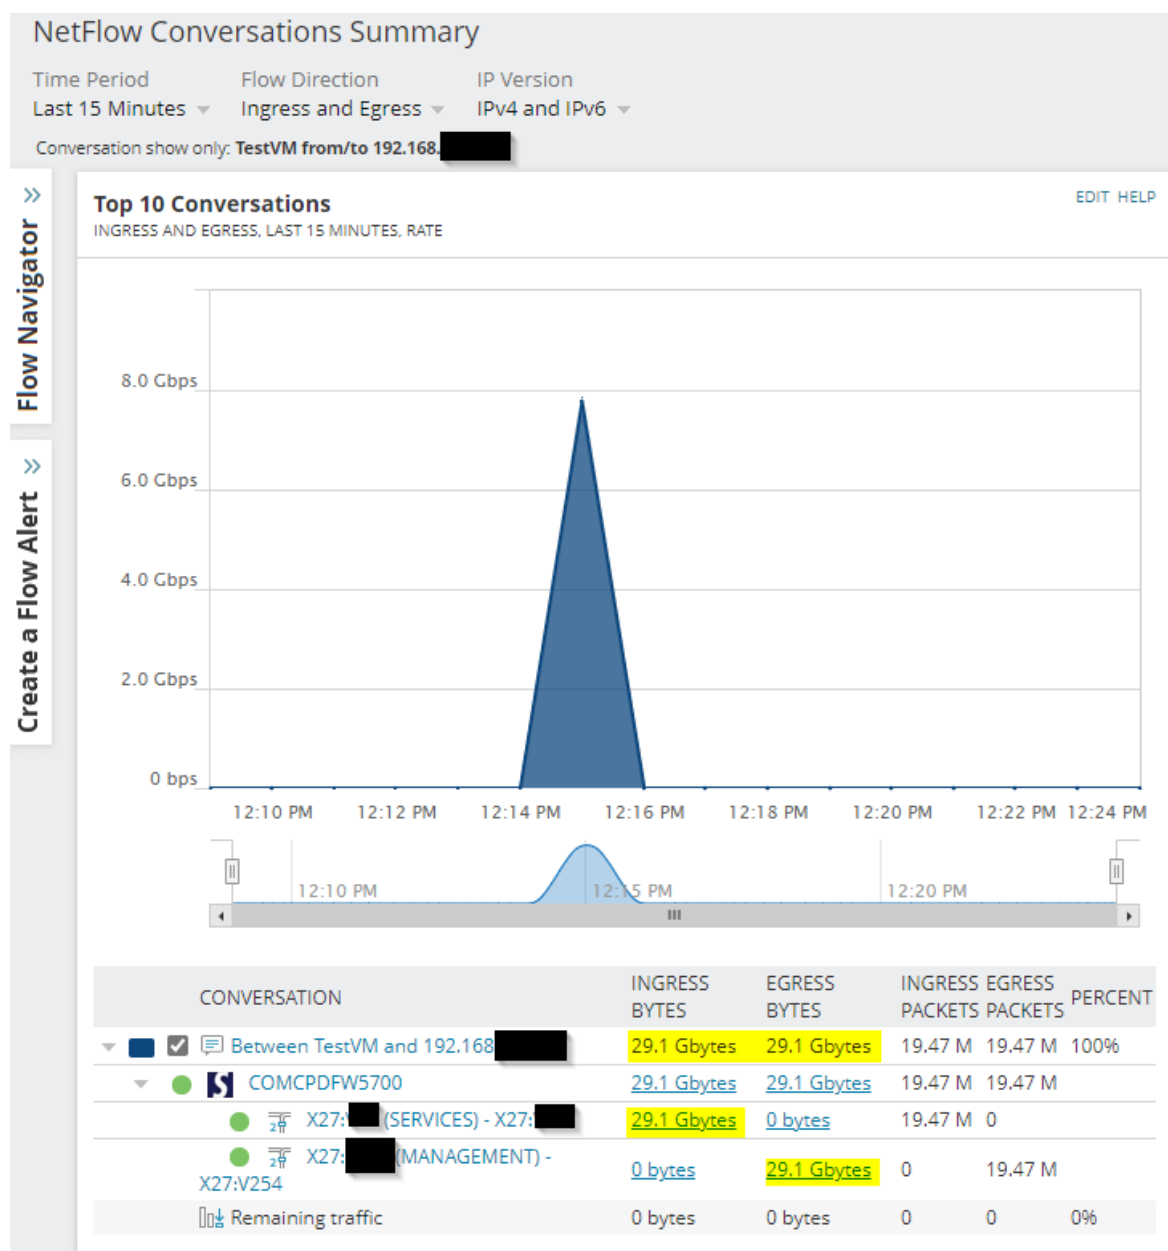 NetFlow Conversations Summary
Time Period Flow Direction IP Version
Last 15 Minutes Ingress and Egress IPv4 and IPv6
Conversation show only: TestVM from/to 192.168.
Flow Navigator
Create a Flow Alert
Top 10 Conversations EDIT HELP
INGRESS AND EGRESS, LAST 15 MINUTES, RATE
8.0 Gbps
6.0 Gbps
4.0 Gbps
2.0 Gbps
0 bps
12:10 PM 12:12 PM 12:14 PM 12:16 PM 12:18 PM 12:20 PM 12:22 PM 12:24 PM
12:10 PM 12:15 PM 12:20 PM
CONVERSATION INGRESS BYTES EGRESS BYTES INGRESS PACKETS EGRESS PACKETS PERCENT
Between TestVM and 192.168 29.1 Gbytes 29.1 Gbytes 19.47 M 19.47 M 100%
COMCPDFW5700 29.1 Gbytes 29.1 Gbytes 19.47 M 19.47 M
X27: (SERVICES) - X27: 29.1 Gbytes 0 bytes 19.47 M 0
X27: (MANAGEMENT) - 
X27:V254 0 bytes 29.1 Gbytes 0 19.47 M
Remaining traffic 0 bytes 0 bytes 0 0 0%